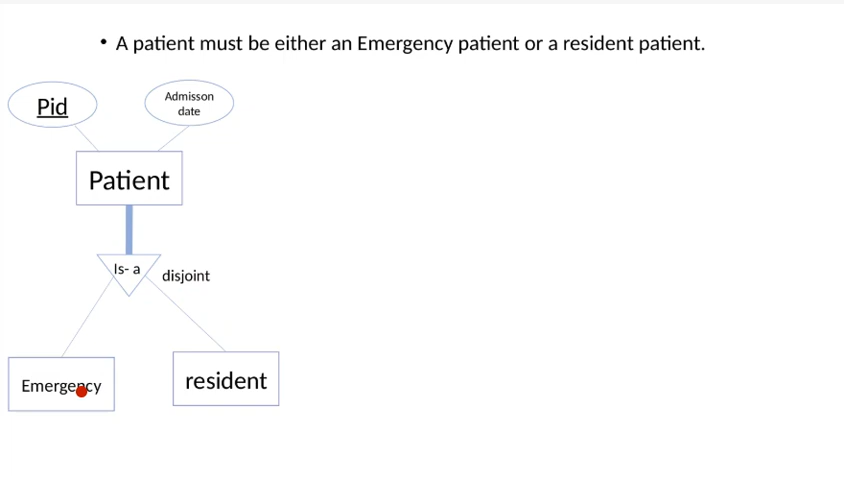 • A patient must be either an Emergency patient or a resident patient.
Pid
Admisson
date
Patient
Is- a
disjoint
Emergency
resident